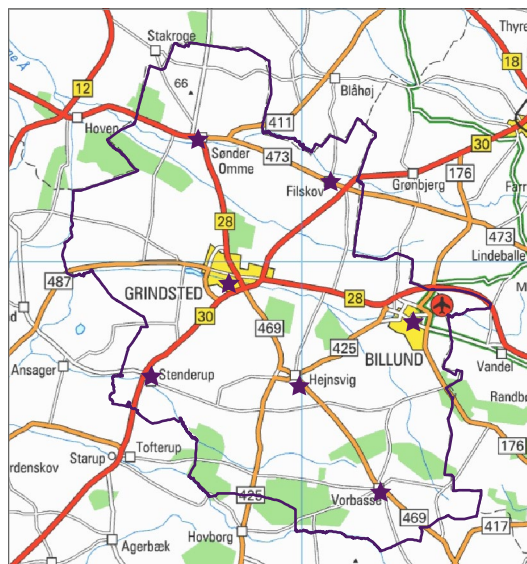 Stakroge
Thyre
18
66
Blåhøj
12
Hoven
411
30
Sønder
Omme
473
Filskov
Grønbjerg
176
Farr
28
473
Lindeballe
487
GRINDSTED
28
30
469
425
BILLUND
Vandel
Ansager
Stenderup
Hejnsvig
Randbø
176
Tofterup
Starup
rdenskov
425
Vorbasse
469
417
Agerbæk
Hovborg